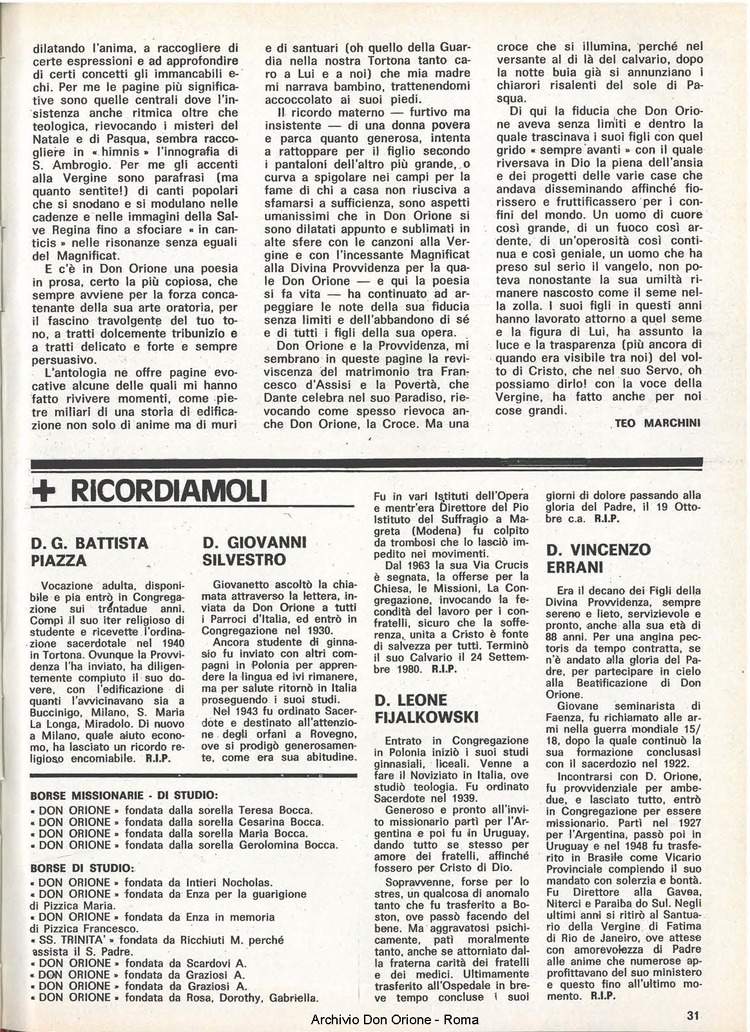 dilatando l'anima, a raccogliere di
certe espressioni e ad approfondire
di certi concetti gli immancabili e-
chi. Per me le pagine più significa-
tive sono quelle centrali dove l'in-
sistenza anche ritmica oltre che
teologica, rievocando i misteri del
Natale e di Pasqua, sembra racco-
gliere in « himnis » l'innografia di
S. Ambrogio. Per me gli accenti
alla Vergine sono parafrasi (ma
quanto sentite!) di canti popolari
che si snodano e si modulano nelle
cadenze e nelle immagini della Sal-
ve Regina fino a sfociare « in can-
ticis » nelle risonanze senza eguali
del Magnificat.
E c'è in Don Orione una poesia
in prosa, certo la più copiosa, che
sempre avviene per la forza conca-
tenante della sua arte oratoria, per
il fascino travolgente del tuo to-
no, a tratti dolcemente tribunizio e
a tratti delicato e forte e sempre
persuasivo.
L'antologia ne offre pagine evo-
cative alcune delle quali mi hanno
fatto rivivere momenti, come pie-
tre miliari di una storia di edifica-
zione non solo di anime ma di muri
e di santuari (oh quello della Guar-
dia nella nostra Tortona tanto ca-
ro a Lui e a noi) che mia madre
mi narrava bambino, trattenendomi
accoccolato ai suoi piedi.
Il ricordo materno — furtivo ma
insistente — di una donna povera
e parca quanto generosa, intenta
a rattoppare per il figlio secondo
i pantaloni dell'altro più grande, o
curva a spigolare nei campi per la
fame di chi a casa non riusciva a
sfamarsi a sufficienza, sono aspetti
umanissimi che in Don Orione si
sono dilatati appunto e sublimati in
alte sfere con le canzoni alla Ver-
gine e con l'incessante Magnificat
alla Divina Provvidenza per la qua-
le Don Orione — e qui la poesia
si fa vita — ha continuato ad ar-
peggiare le note della sua fiducia
senza limiti e dell'abbandono di sé
e di tutti i figli della sua opera.
Don Orione e la Provvidenza, mi
sembrano in queste pagine la revi-
viscenza del matrimonio tra Fran-
cesco d'Assisi e la Povertà, che
Dante celebra nel suo Paradiso, rie-
vocando come spesso rievoca an-
che Don Orione, la Croce. Ma una
croce che si illumina, perché nel
versante al di là del calvario, dopo
la notte buia già si annunziano i
chiarori risalenti del sole di Pa-
squa.
Di qui la fiducia che Don Orio-
ne aveva senza limiti e dentro la
quale trascinava i suoi figli con quel
grido « sempre avanti » con il quale
riversava in Dio la piena dell'ansia
e dei progetti delle varie case che
andava disseminando affinché fio-
rissero e fruttificassero per i con-
fini del mondo. Un uomo di cuore
così grande, di un fuoco così ar-
dente, di un'operosità così conti-
nua e così geniale, un uomo che ha
preso sul serio il vangelo, non po-
teva nonostante la sua umiltà ri-
manere nascosto come il seme nel-
la zolla. I suoi figli in questi anni
hanno lavorato attorno a quel seme
e la figura di Lui, ha assunto la
luce e la trasparenza (più ancora di
quando era visibile tra noi) del vol-
to di Cristo, che nel suo Servo, oh
possiamo dirlo! con la voce della
Vergine, ha fatto anche per noi
cose grandi.
TEO MARCHINI
+ RICORDIAMOLI
D. G. BATTISTA
PIAZZA
Vocazione adulta, disponi-
bile e pia entrò in Congrega-
zione sui trentadue anni.
Compì il suo iter religioso di
studente e ricevette l'ordina-
zione sacerdotale nel 1940
in Tortona. Ovunque la Provvi-
denza l'ha inviato, ha diligen-
temente compiuto il suo do-
vere, con l'edificazione di
quanti l'avvicinavano sia a
Buccinigo, Milano, S. Maria
La Longa, Miradolo. Di nuovo
a Milano, quale aiuto econo-
mo, ha lasciato un ricordo re-
ligioso encomiabile. R.I.P.
D. GIOVANNI
SILVESTRO
Giovanetto ascoltò la chia-
mata attraverso la lettera, in-
viata da Don Orione a tutti
i Parroci d'Italia, ed entrò in
Congregazione nel 1930.
Ancora studente di ginna-
sio fu inviato con altri com-
pagni in Polonia per appren-
dere la lingua ed ivi rimanere,
ma per salute ritornò in Italia
proseguendo i suoi studi.
Nel 1943 fu ordinato Sacer-
dote e destinato all'attenzio-
ne degli orfani a Rovegno,
ove si prodigò generosamen-
te, come era sua abitudine.
Fu in vari Istituti dell'Opera
e mentr'era Direttore del Pio
Istituto del Suffragio a Ma-
greta (Modena) fu colpito
da trombosi che lo lasciò im-
pedito nei movimenti.
Dal 1963 la sua Via Crucis
è segnata, la offerse per la
Chiesa, le Missioni, La Con-
gregazione, invocando la fe-
condità del lavoro per i con-
fratelli, sicuro che la soffe-
renza, unita a Cristo è fonte
di salvezza per tutti. Terminò
il suo Calvario il 24 Settem-
bre 1980. R.I.P.
D. LEONE
FIJALKOWSKI
Entrato in Congregazione
in Polonia iniziò i suoi studi
ginnasiali, liceali. Venne a
fare il Noviziato in Italia, ove
studiò teologia. Fu ordinato
Sacerdote nel 1939.
Generoso e pronto all'invi-
to missionario partì per l'Ar-
gentina e poi fu in Uruguay,
dando tutto se stesso per
amore dei fratelli, affinché
fossero per Cristo di Dio.
Sopravvenne, forse per lo
stres, un qualcosa di anomalo
tanto che fu trasferito a Bo-
ston, ove passò facendo del
bene. Ma aggravatosi psichi-
camente, patì moralmente
tanto, anche se attorniato dal-
la fraterna carità dei fratelli
e dei medici. Ultimamente
trasferito all'Ospedale in bre-
ve tempo concluse i suoi
giorni di dolore passando alla
gloria del Padre, il 19 Otto-
bre c.a. R.I.P.
D. VINCENZO
ERRANI
Era il decano dei Figli della
Divina Provvidenza, sempre
sereno e lieto, servizievole e
pronto, anche alla sua età di
88 anni. Per una angina pec-
toris da tempo contratta, se
n'è andato alla gloria del Pa-
dre, per partecipare in cielo
alla Beatificazione di Don
Orione.
Giovane seminarista di
Faenza, fu richiamato alle ar-
mi nella guerra mondiale 15/
18, dopo la quale continuò la
sua formazione conclusasi
con il sacerdozio nel 1922.
Incontrarsi con D. Orione,
fu provvidenziale per ambe-
due, e lasciato tutto, entrò
in Congregazione per essere
missionario. Partì nel 1927
per l'Argentina, passò poi in
Uruguay e nel 1948 fu trasfe-
rito in Brasile come Vicario
Provinciale compiendo il suo
mandato con solerzia e bontà.
Fu Direttore alla Gavea,
Niterci e Paraiba do Sul. Negli
ultimi anni si ritirò al Santua-
rio della Vergine di Fatima
di Rio de Janeiro, ove attese
con amorevolezza di Padre
alle anime che numerose ap-
profittavano del suo ministero
e questo fino all'ultimo mo-
mento. R.I.P.
BORSE MISSIONARIE - DI STUDIO:
« DON ORIONE » fondata dalla sorella Teresa Bocca.
« DON ORIONE » fondata dalla sorella Cesarina Bocca.
« DON ORIONE » fondata dalla sorella Maria Bocca.
« DON ORIONE » fondata dalla sorella Gerolomina Bocca.
BORSE DI STUDIO:
« DON ORIONE » fondata da Intieri Nocholas.
« DON ORIONE » fondata da Enza per la guarigione
di Pizzica Maria.
« DON ORIONE » fondata da Enza in memoria
di Pizzica Francesco.
« SS. TRINITA' » fondata da Ricchiuti M. perché
assista il S. Padre.
« DON ORIONE » fondata da Scardovi A.
« DON ORIONE » fondata da Graziosi A.
« DON ORIONE » fondata da Graziosi A.
« DON ORIONE » fondata da Rosa, Dorothy, Gabriella.
31
Archivio Don Orione - Roma